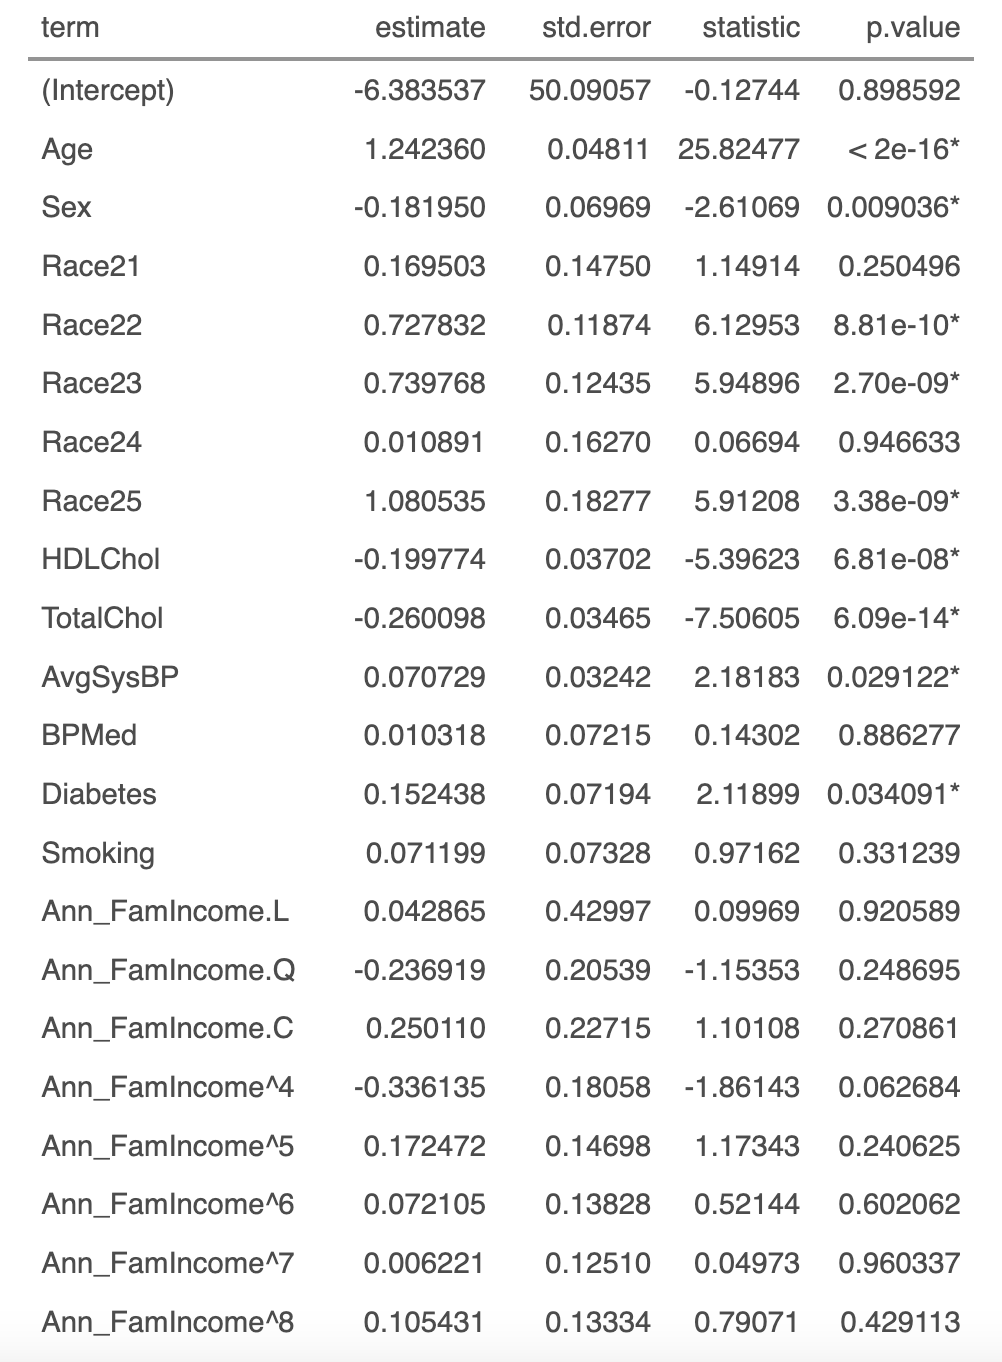 term estimate std.error statistic p.value
(Intercept) -6.383537 50.09057 -0.12744 0.898592
Age 1.242360 0.04811 25.82477 < 2e-16*
Sex -0.181950 0.06969 -2.61069 0.009036*
Race21 0.169503 0.14750 1.14914 0.250496
Race22 0.727832 0.11874 6.12953 8.81e-10*
Race23 0.739768 0.12435 5.94896 2.70e-09*
Race24 0.010891 0.16270 0.06694 0.946633
Race25 1.080535 0.18277 5.91208 3.38e-09*
HDLChol -0.199774 0.03702 -5.39623 6.81e-08*
TotalChol -0.260098 0.03465 -7.50605 6.09e-14*
AvgSysBP 0.070729 0.03242 2.18183 0.029122*
BPMed 0.010318 0.07215 0.14302 0.886277
Diabetes 0.152438 0.07194 2.11899 0.034091*
Smoking 0.071199 0.07328 0.97162 0.331239
Ann_FamIncome.L 0.042865 0.42997 0.09969 0.920589
Ann_FamIncome.Q -0.236919 0.20539 -1.15353 0.248695
Ann_FamIncome.C 0.250110 0.22715 1.10108 0.270861
Ann_FamIncome^4 -0.336135 0.18058 -1.86143 0.062684
Ann_FamIncome^5 0.172472 0.14698 1.17343 0.240625
Ann_FamIncome^6 0.072105 0.13828 0.52144 0.602062
Ann_FamIncome^7 0.006221 0.12510 0.04973 0.960337
Ann_FamIncome^8 0.105431 0.13334 0.79071 0.429113